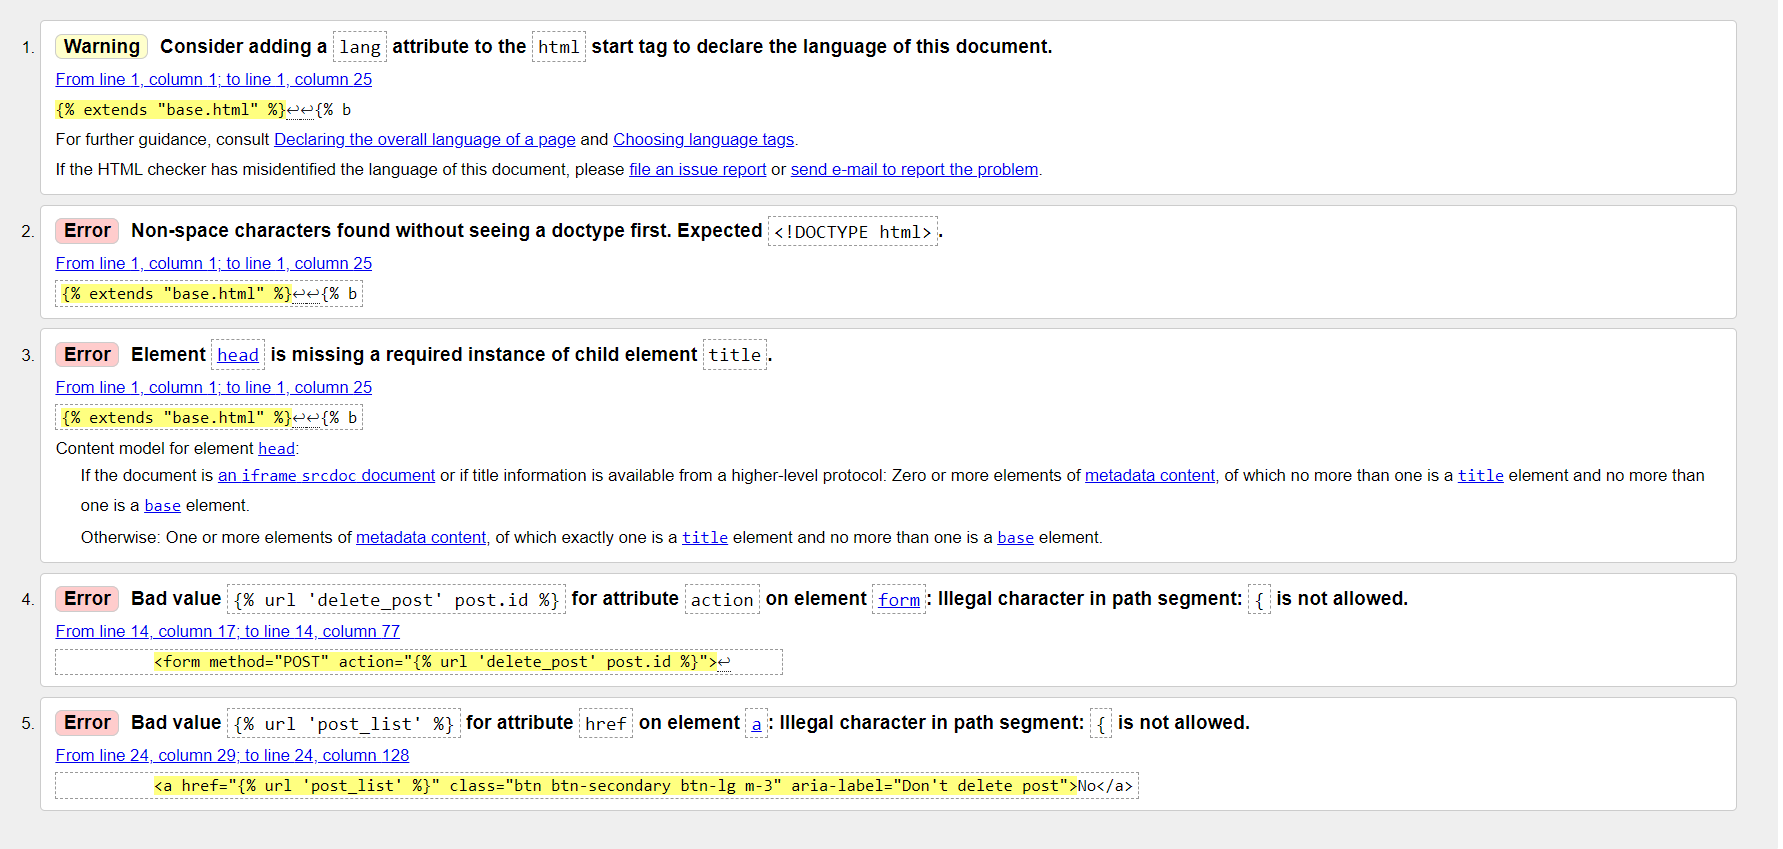 1. Warning Consider adding a lang attribute to the html start tag to declare the language of this document.
From line 1, column 1; to line 1, column 25
{% extends "base.html" %}↩↩{% b
For further guidance, consult Declaring the overall language of a page and Choosing language tags.
If the HTML checker has misidentified the language of this document, please file an issue report or send e-mail to report the problem.
2. Error Non-space characters found without seeing a doctype first. Expected <!DOCTYPE html>.
From line 1, column 1; to line 1, column 25
{% extends "base.html" %}↩↩{% b
3. Error Element head is missing a required instance of child element title.
From line 1, column 1; to line 1, column 25
{% extends "base.html" %}↩↩{% b
Content model for element head:
If the document is an iframe srcdoc document or if title information is available from a higher-level protocol: Zero or more elements of metadata content, of which no more than one is a title element and no more than
one is a base element.
Otherwise: One or more elements of metadata content, of which exactly one is a title element and no more than one is a base element.
4. Error Bad value {% url 'delete_post' post.id %} for attribute action on element form: Illegal character in path segment: { is not allowed.
From line 14, column 17; to line 14, column 77
<form method="POST" action="{% url 'delete_post' post.id %}">↩
5. Error Bad value {% url 'post_list' %} for attribute href on element a: Illegal character in path segment: { is not allowed.
From line 24, column 29; to line 24, column 128
<a href="{% url 'post_list' %}" class="btn btn-secondary btn-lg m-3" aria-label="Don't delete post">No</a>